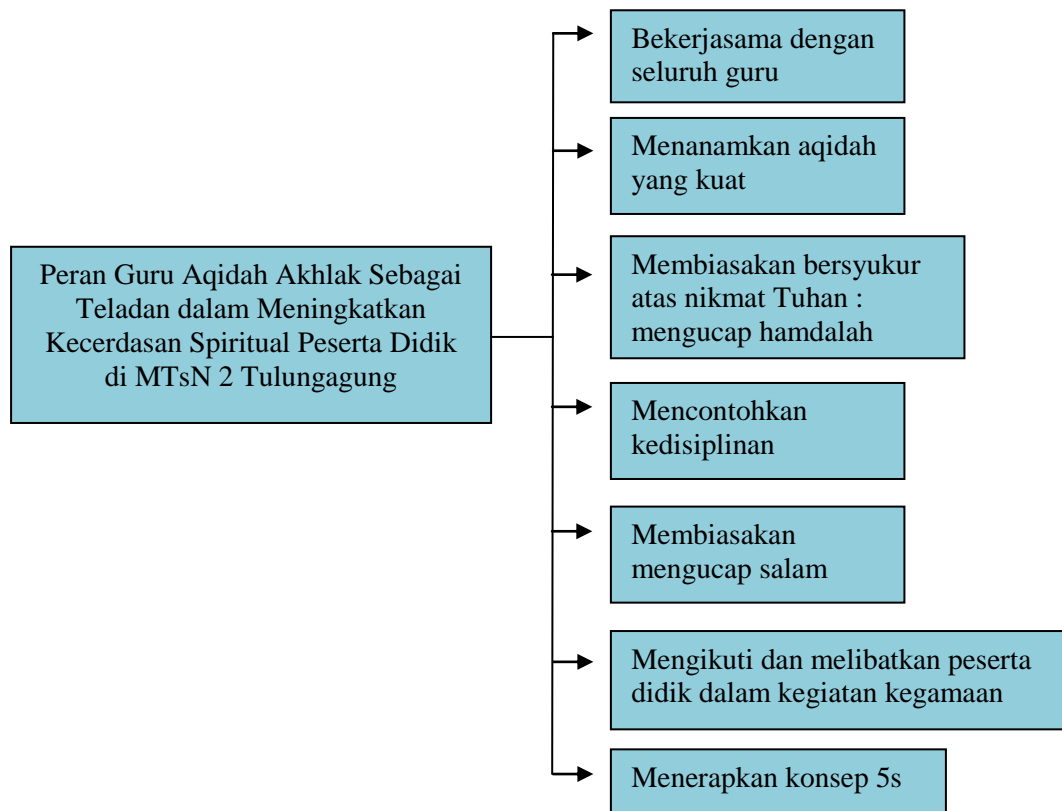 Bekerjasama dengan
seluruh guru
Menanamkan aqidah
yang kuat
Peran Guru Aqidah Akhlak Sebagai
Teladan dalam Meningkatkan
Kecerdasan Spiritual Peserta Didik
di MTsN 2 Tulungagung
Membiasakan bersyukur
atas nikmat Tuhan :
mengucap hamdalah
Mencontohkan
kedisiplinan
Membiasakan
mengucap salam
Mengikuti dan melibatkan peserta
didik dalam kegiatan kegamaan
Menerapkan konsep 5s